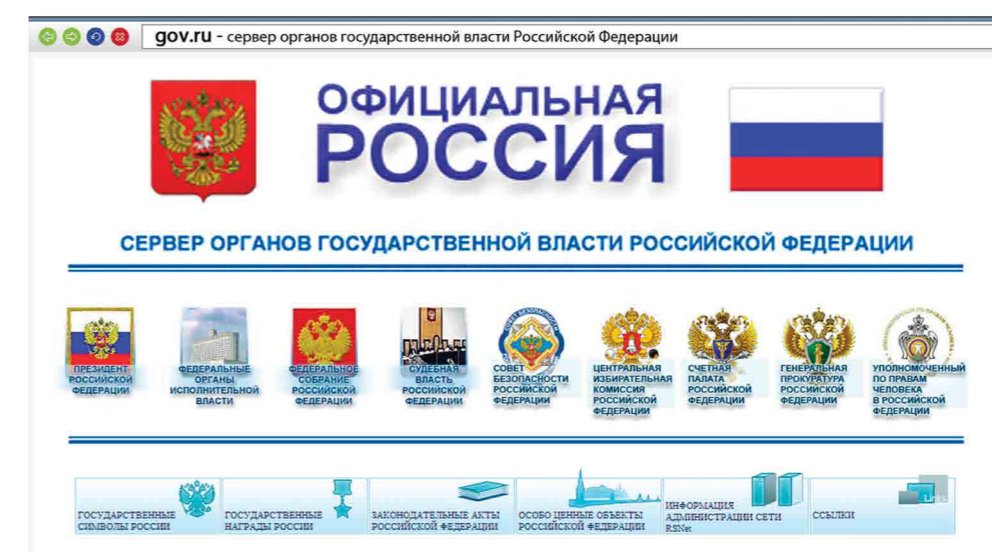 gov.ru - сервер органов государственной власти Российской Федерации
ОФИЦИАЛЬНАЯ
РОССИЯ
СЕРВЕР ОРГАНОВ ГОСУДАРСТВЕННОЙ ВЛАСТИ РОССИЙСКОЙ ФЕДЕРАЦИИ
ПРЕЗИДЕНТ
РОССИЙСКОЙ
ФЕДЕРАЦИИ
ФЕДЕРАЛЬНЫЕ
ОРГАНЫ
ИСПОЛНИТЕЛЬНОЙ
ВЛАСТИ
ФЕДЕРАЛЬНОЕ
СОБРАНИЕ
РОССИЙСКОЙ
ФЕДЕРАЦИИ
СУДЕБНАЯ
ВЛАСТЬ
РОССИЙСКОЙ
ФЕДЕРАЦИИ
СОВЕТ БЕЗОПАСНОСТИ
СОВЕТ
БЕЗОПАСНОСТИ
РОССИЙСКОЙ
ФЕДЕРАЦИИ
ЦЕНТРАЛЬНАЯ
ИЗБИРАТЕЛЬНАЯ
КОМИССИЯ
РОССИЙСКОЙ
ФЕДЕРАЦИИ
СЧЕТНАЯ
ПАЛАТА
РОССИЙСКОЙ
ФЕДЕРАЦИИ
ГЕНЕРАЛЬНАЯ
ПРОКУРАТУРА
РОССИЙСКОЙ
ФЕДЕРАЦИИ
УПОЛНОМОЧЕННЫЙ
ПО ПРАВАМ
ЧЕЛОВЕКА
В РОССИЙСКОЙ
ФЕДЕРАЦИИ
ГОСУДАРСТВЕННЫЕ
СИМВОЛЫ РОССИИ
ГОСУДАРСТВЕННЫЕ
НАГРАДЫ РОССИИ
ЗАКОНОДАТЕЛЬНЫЕ АКТЫ
РОССИЙСКОЙ ФЕДЕРАЦИИ
ОСОБО ЦЕННЫЕ ОБЪЕКТЫ
РОССИЙСКОЙ ФЕДЕРАЦИИ
ИНФОРМАЦИЯ
АДМИНИСТРАЦИИ СЕТИ
RSNet
ССЫЛКИ
Links